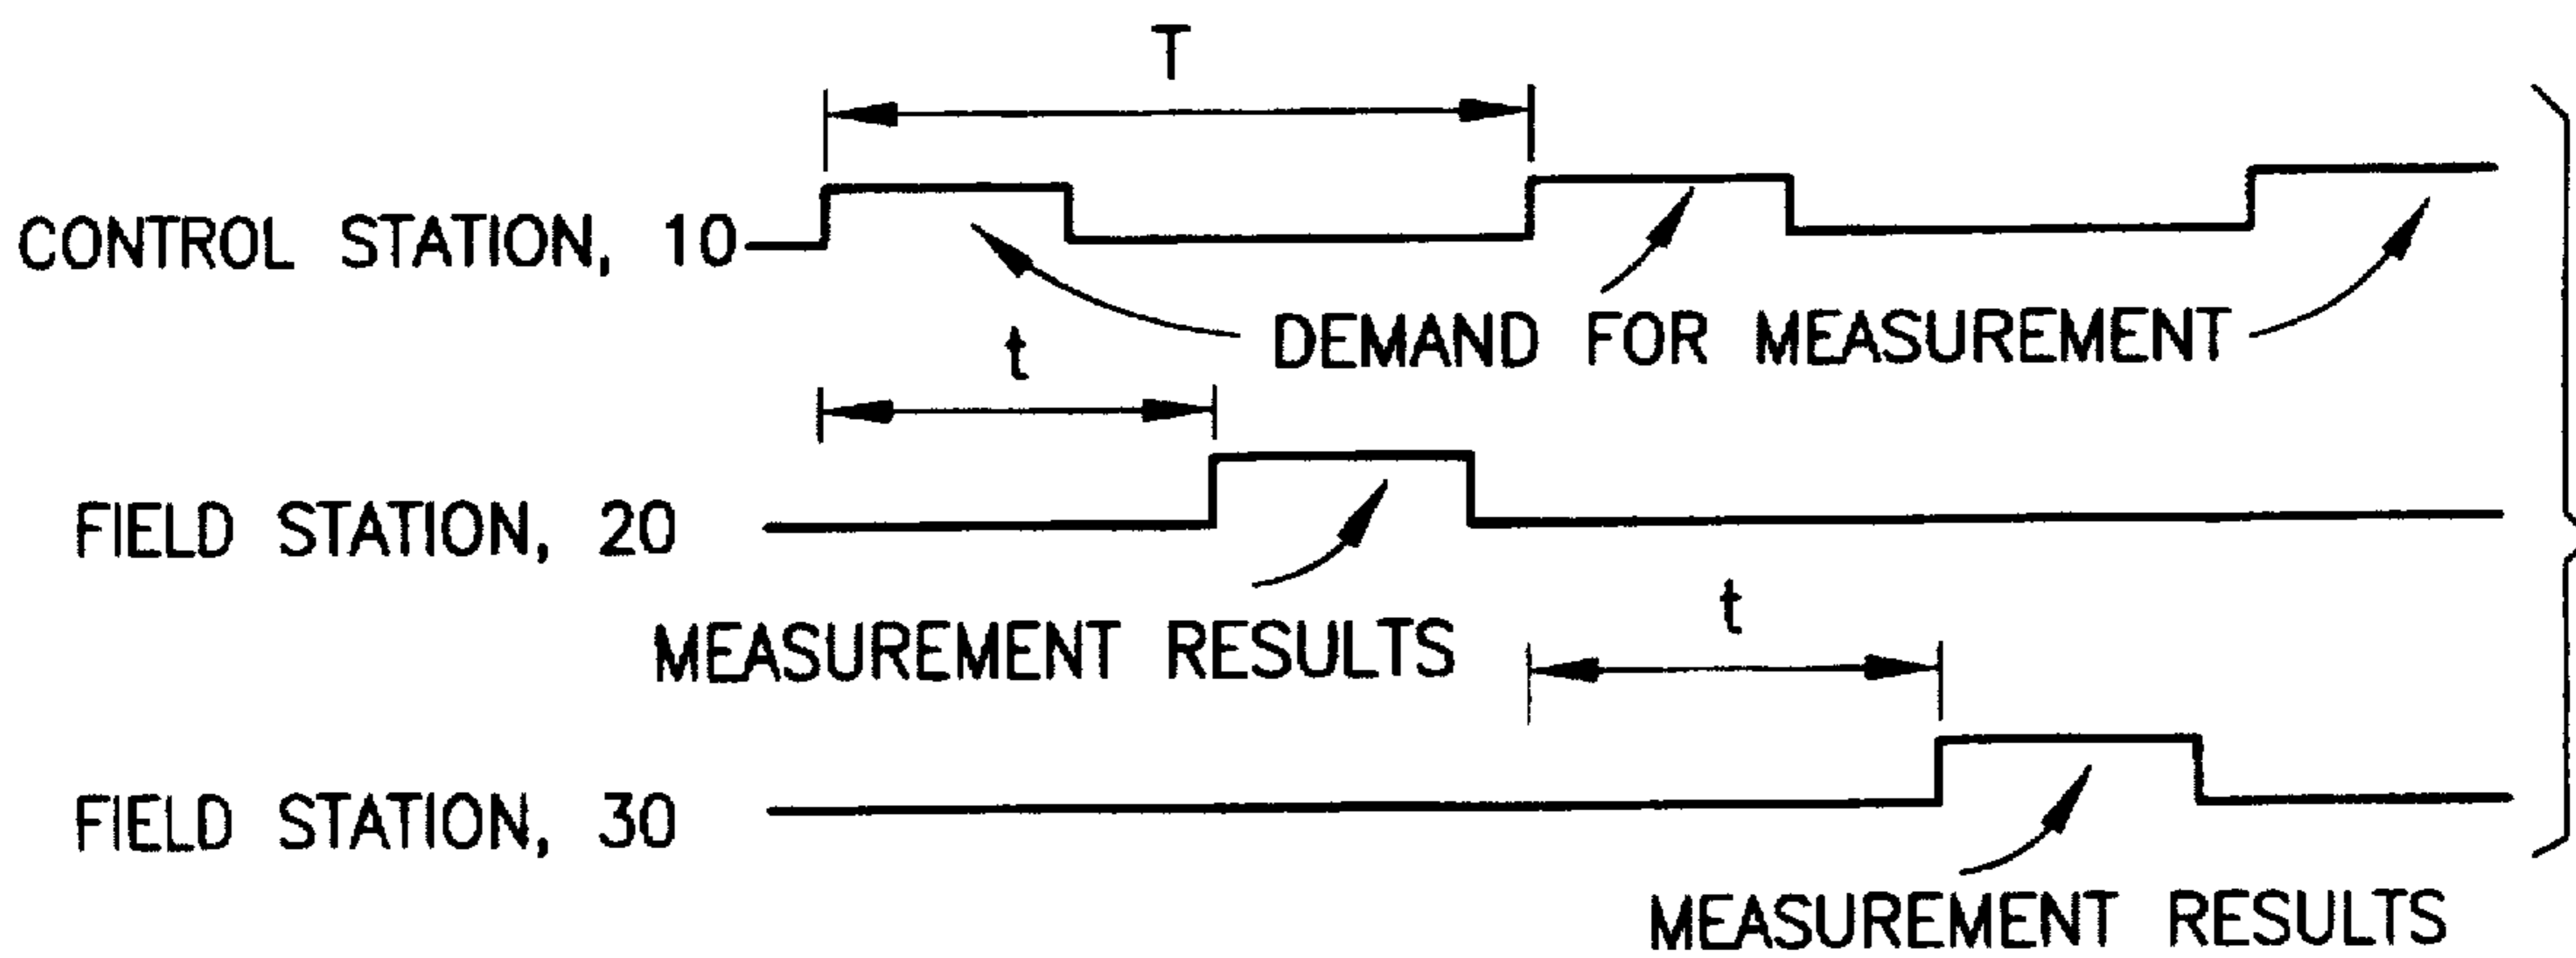 T
CONTROL STATION, 10
DEMAND FOR MEASUREMENT
t
FIELD STATION, 20
MEASUREMENT RESULTS
t
FIELD STATION, 30
MEASUREMENT RESULTS